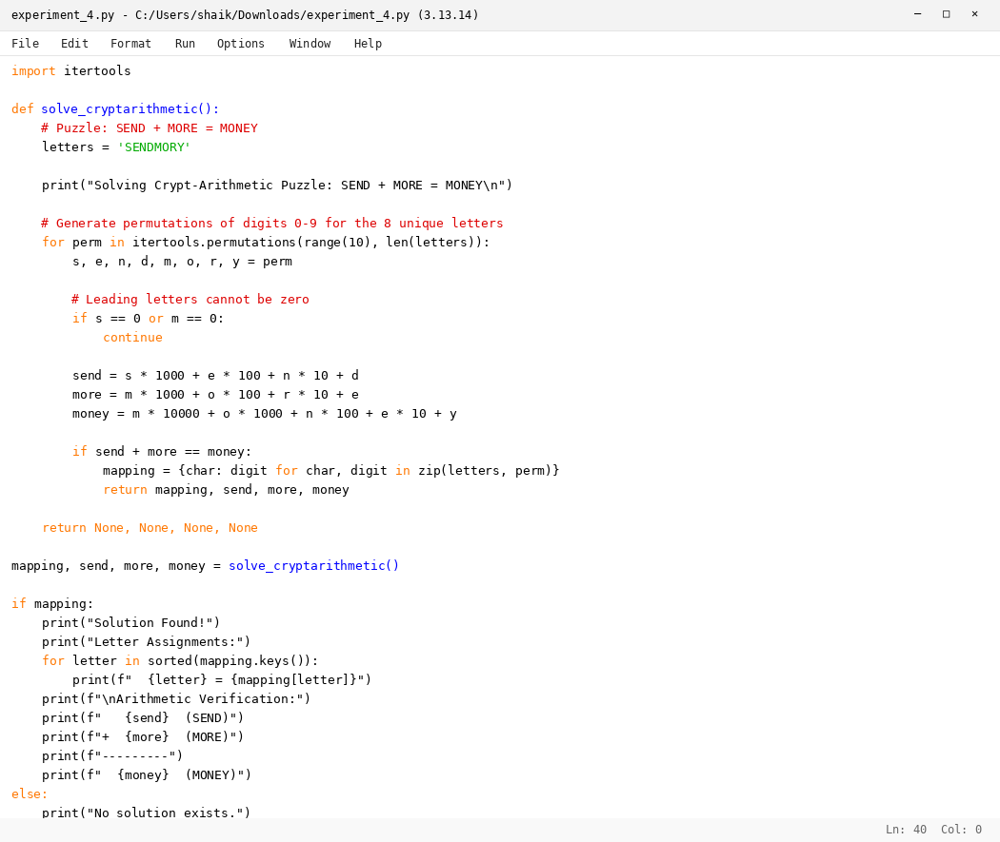 experiment_4.py - C:/Users/shaik/Downloads/experiment_4.py (3.13.14)
File Edit Format Run Options Window Help
import itertools

def solve_cryptarithmetic():
    # Puzzle: SEND + MORE = MONEY
    letters = 'SENDMORY'

    print("Solving Crypt-Arithmetic Puzzle: SEND + MORE = MONEY\n")

    # Generate permutations of digits 0-9 for the 8 unique letters
    for perm in itertools.permutations(range(10), len(letters)):
        s, e, n, d, m, o, r, y = perm

        # Leading letters cannot be zero
        if s == 0 or m == 0:
            continue

        send = s * 1000 + e * 100 + n * 10 + d
        more = m * 1000 + o * 100 + r * 10 + e
        money = m * 10000 + o * 1000 + n * 100 + e * 10 + y

        if send + more == money:
            mapping = {char: digit for char, digit in zip(letters, perm)}
            return mapping, send, more, money

    return None, None, None, None

mapping, send, more, money = solve_cryptarithmetic()

if mapping:
    print("Solution Found!")
    print("Letter Assignments:")
    for letter in sorted(mapping.keys()):
        print(f"  {letter} = {mapping[letter]}")
    print(f"\nArithmetic Verification:")
    print(f"   {send}  (SEND)")
    print(f"+  {more}  (MORE)")
    print(f"---------")
    print(f"  {money}  (MONEY)")
else:
    print("No solution exists.")
Ln: 40 Col: 0